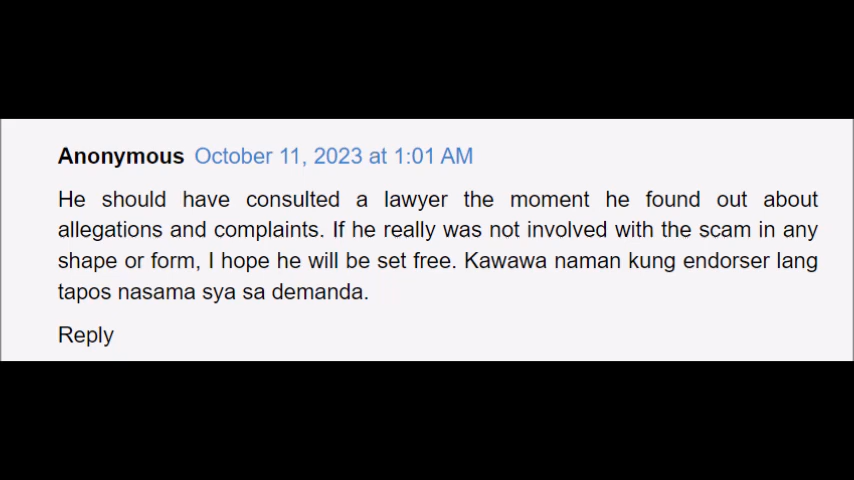 Anonymous October 11, 2023 at 1:01 AM
He should have consulted a lawyer the moment he found out about
allegations and complaints. If he really was not involved with the scam in any
shape or form, I hope he will be set free. Kawawa naman kung endorser lang
tapos nasama sya sa demanda.
Reply